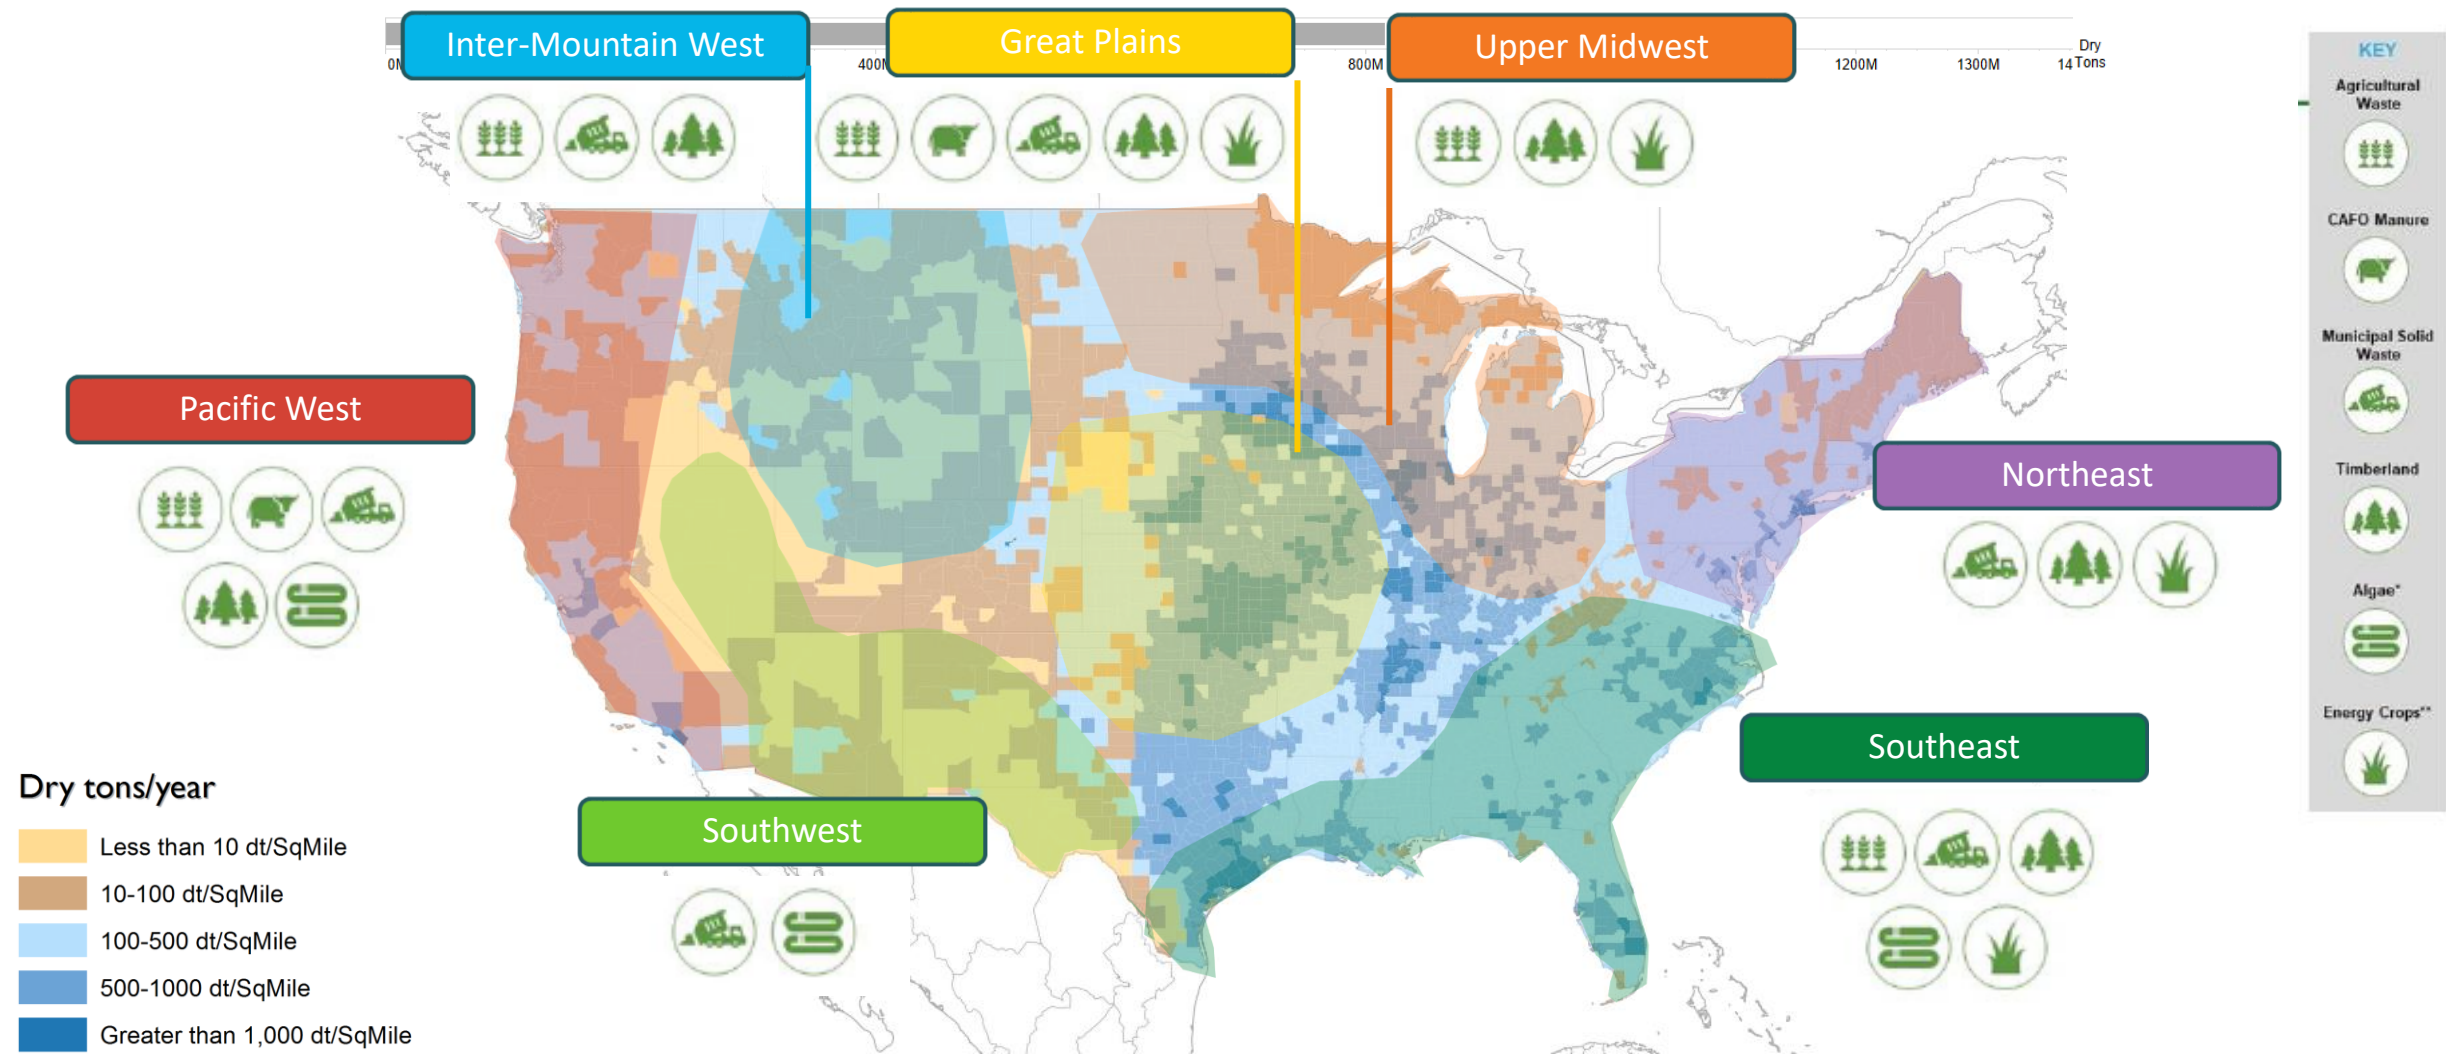 Inter-Mountain West
Great Plains
Upper Midwest
400M
800M
1200M
1300M
14
Dry
Tons
KEY
Agricultural
Waste
CAFO Manure
Municipal Solid
Waste
Timberland
Algae*
Energy Crops**
Pacific West
Northeast
Southeast
Southwest
Dry tons/year
Less than 10 dt/SqMile
10-100 dt/SqMile
100-500 dt/SqMile
500-1000 dt/SqMile
Greater than 1,000 dt/SqMile